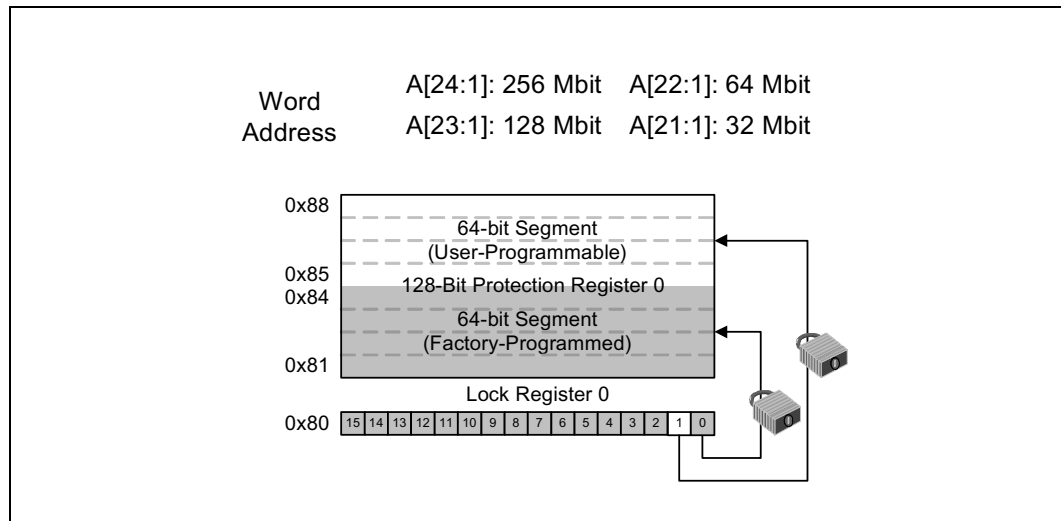 Word
Address
A[24:1]: 256 Mbit A[22:1]: 64 Mbit
A[23:1]: 128 Mbit A[21:1]: 32 Mbit
0x88
64-bit Segment
(User-Programmable)
0x85
128-Bit Protection Register 0
0x84
64-bit Segment
(Factory-Programmed)
0x81
Lock Register 0
0x80 15 14 13 12 11 10 9 8 7 6 5 4 3 2 1 0